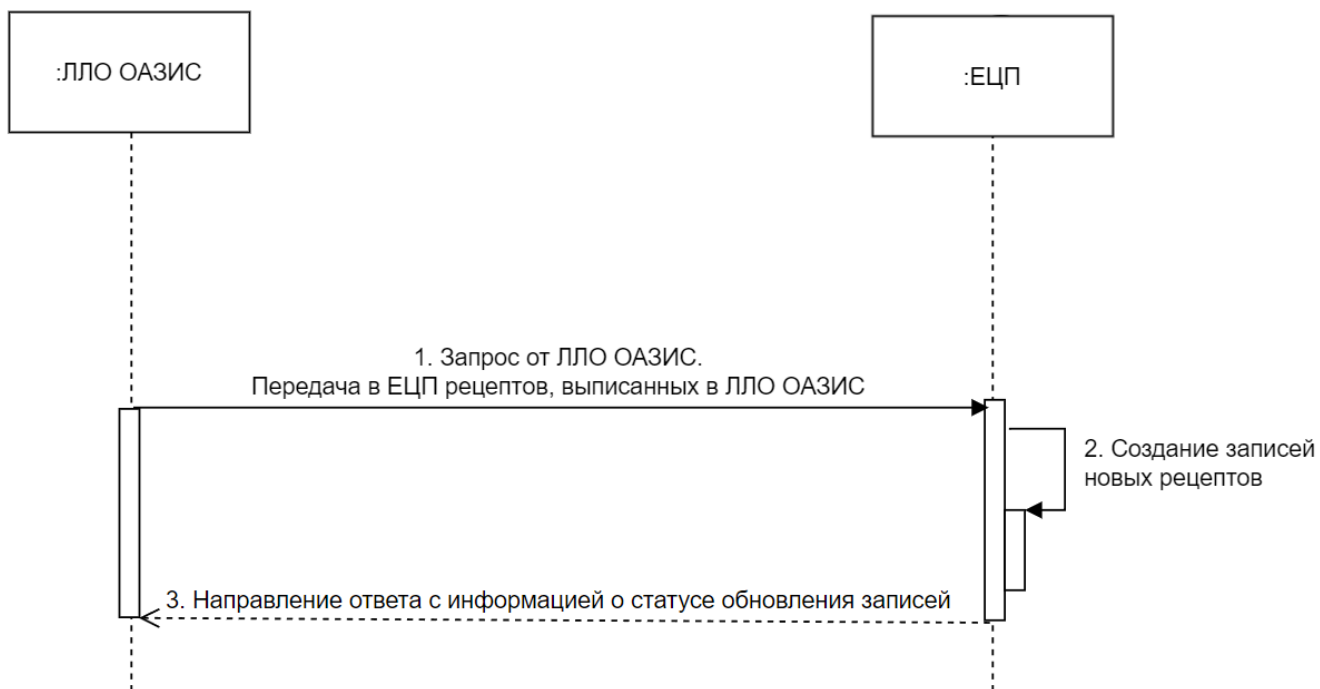 :ЛЛО ОАЗИС
:ЕЦП
1. Запрос от ЛЛО ОАЗИС.
Передача в ЕЦП рецептов, выписанных в ЛЛО ОАЗИС
2. Создание записей
новых рецептов
3. Направление ответа с информацией о статусе обновления записей